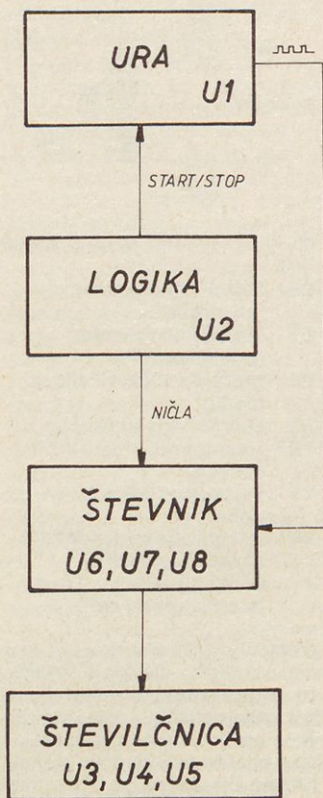 URA
U1
START/STOP
LOGIKA
U2
NIČLA
ŠTEVNIK
U6, U7, U8
ŠTEVILČNICA
U3, U4, U5